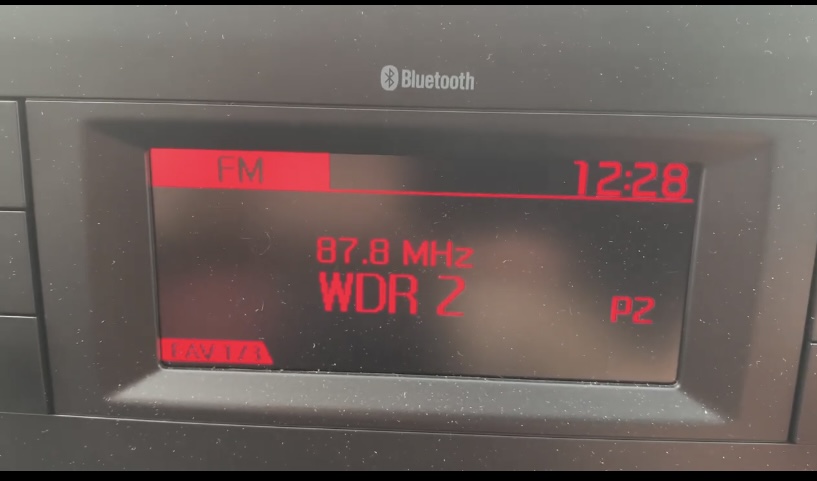 Bluetooth
FM 12:28
87.8 MHz
WDR 2
P2
FAV 1/3